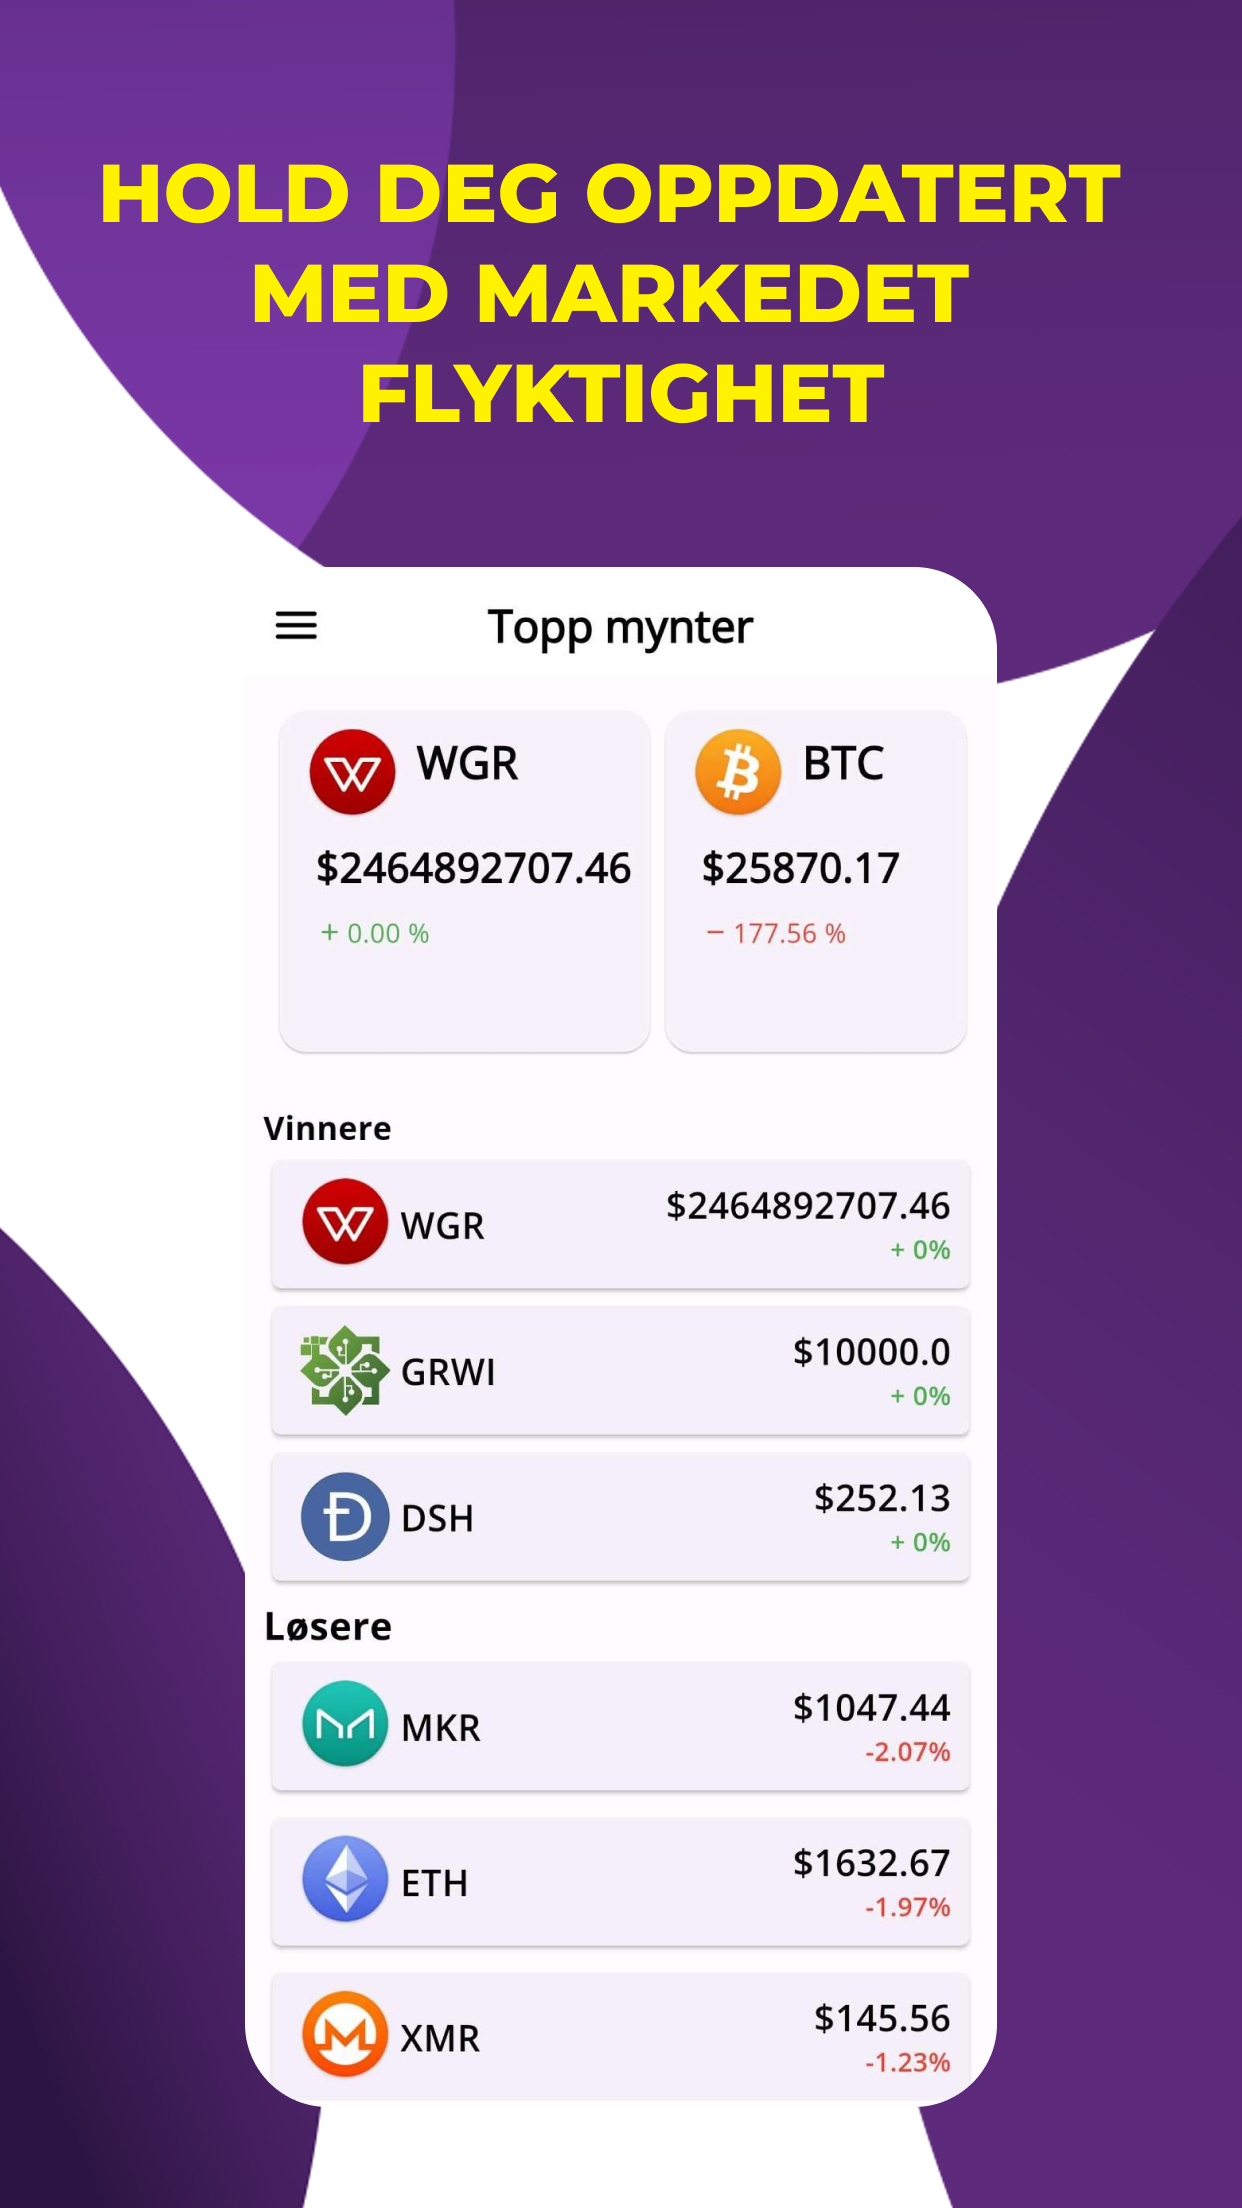 HOLD DEG OPPDATERT
MED MARKEDET
FLYKTIGHET
Topp mynter
WGR
$2464892707.46
+ 0.00 %
BTC
$25870.17
− 177.56 %
Vinnere
WGR
$2464892707.46
+ 0%
GRWI
$10000.0
+ 0%
DSH
$252.13
+ 0%
Løsere
MKR
$1047.44
-2.07%
ETH
$1632.67
-1.97%
XMR
$145.56
-1.23%